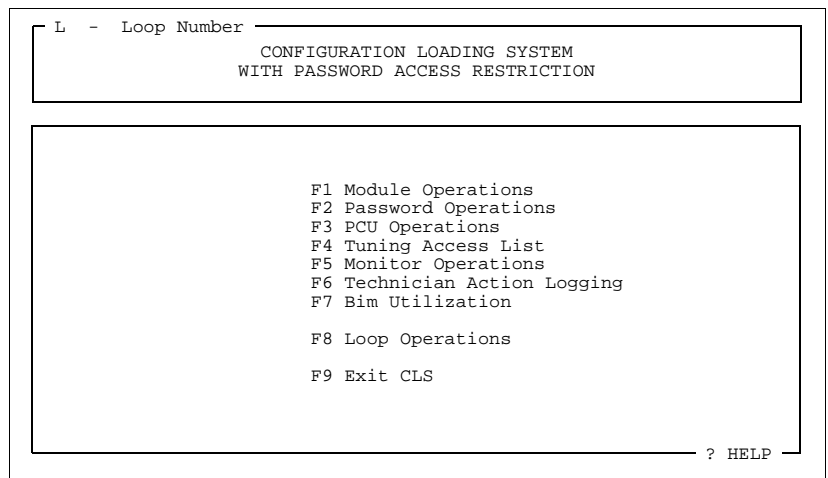 L - Loop Number
CONFIGURATION LOADING SYSTEM
WITH PASSWORD ACCESS RESTRICTION
F1 Module Operations
F2 Password Operations
F3 PCU Operations
F4 Tuning Access List
F5 Monitor Operations
F6 Technician Action Logging
F7 Bim Utilization
F8 Loop Operations
F9 Exit CLS
? HELP